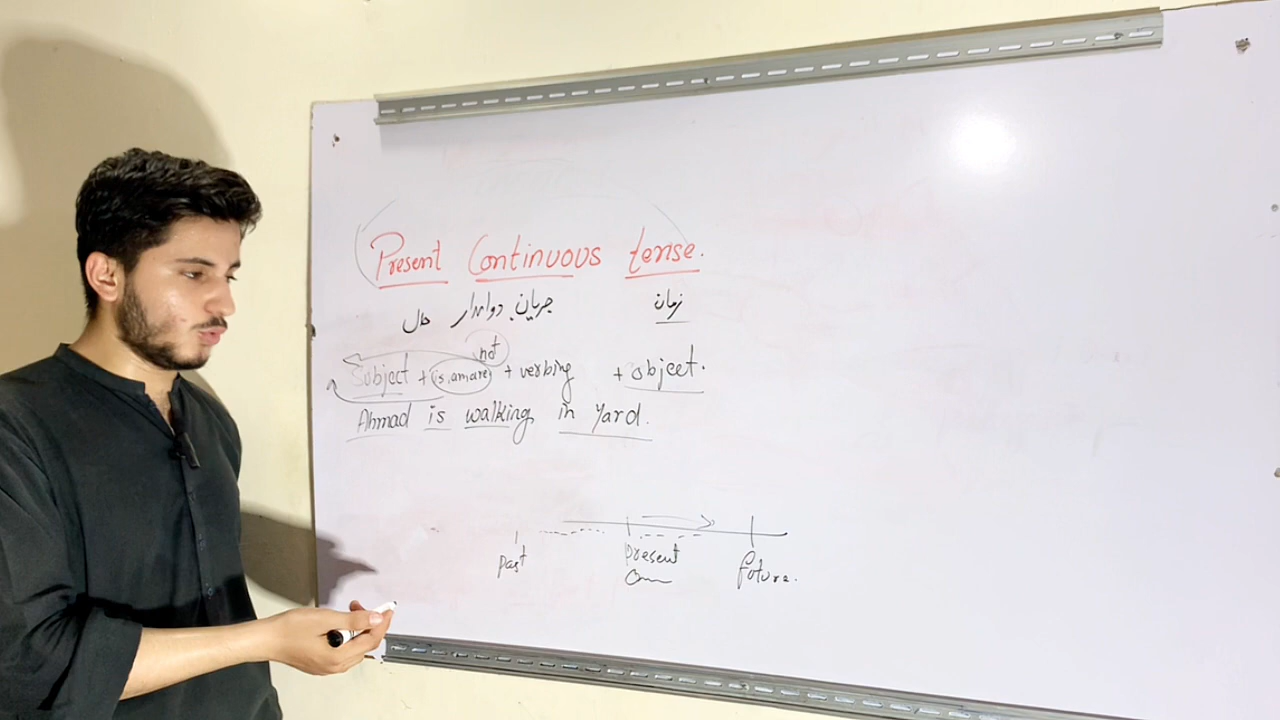 Present Continuous tense.
زمان جریان دوامدار حال
not
Subject + is, am, are + verbing + object.
Ahmad is walking in yard.
past present future.